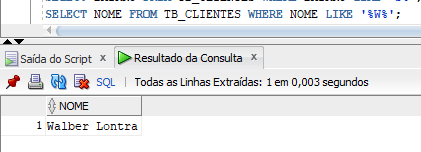 SELECT NOME FROM TB_CLIENTES WHERE NOME LIKE '%W%';
Saída do Script x
Resultado da Consulta x
SQL | Todas as Linhas Extraídas: 1 em 0,003 segundos
NOME
1 Walber Lontra